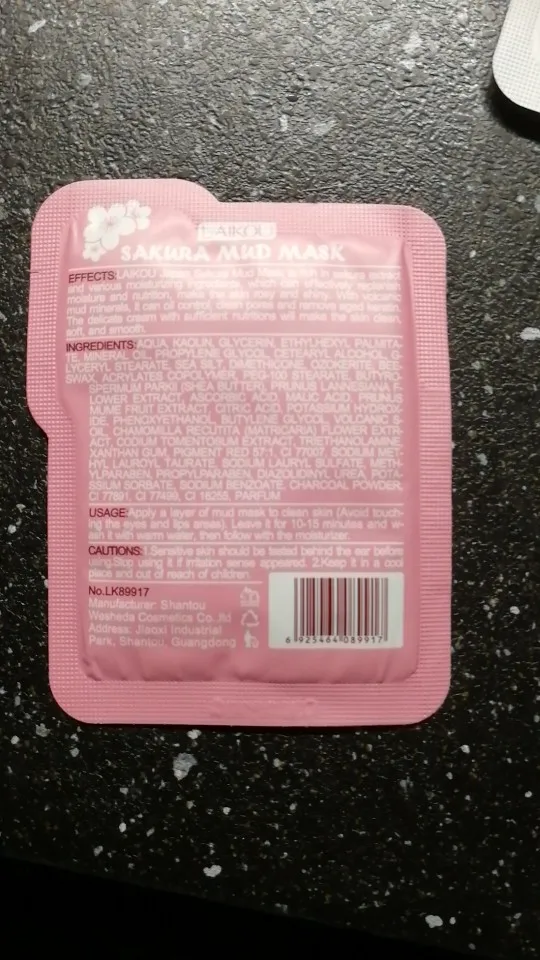 LAIKOU
SAKURA MUD MASK
EFFECTS: LAIKOU Sakura Mud Mask is rich in sakura extract
and various moisturizing ingredients, which can effectively replenish
moisture and nutrition, make the skin rosy and shiny. With volcanic
mud minerals, it can oil control, clean pores and remove aged keratin.
The delicate cream with sufficient nutritions will make the skin clean,
soft, and smooth.
INGREDIENTS: AQUA, KAOLIN, GLYCERIN, ETHYLHEXYL PALMITA-
TE, MINERAL OIL, PROPYLENE GLYCOL, CETEARYL ALCOHOL, G-
LYCERYL STEARATE, SEA SILT, DIMETHICONE, OZOKERITE, BEE-
SWAX, ACRYLATES COPOLYMER, PEG-100 STEARATE, BUTYRO-
SPERMUM PARKII (SHEA BUTTER), PRUNUS LANNESIANA F-
LOWER EXTRACT, ASCORBIC ACID, MALIC ACID, PRUNUS
MUME FRUIT EXTRACT, CITRIC ACID, POTASSIUM HYDROX-
IDE, PHENOXYETHANOL, BUTYLENE GLYCOL, VOLCANIC S-
OIL, CHAMOMILLA RECUTITA (MATRICARIA) FLOWER EXTR-
ACT, CODIUM TOMENTOSUM EXTRACT, TRIETHANOLAMINE,
XANTHAN GUM, PIGMENT RED 57:1, CI 77007, SODIUM MET-
HYL LAUROYL TAURATE, SODIUM LAURYL SULFATE, METH-
YLPARABEN, PROPYLPARABEN, DIAZOLIDINYL UREA, POTA-
SSIUM SORBATE, SODIUM BENZOATE, CHARCOAL POWDER,
CI 77891, CI 77499, CI 16255, PARFUM
USAGE: Apply a layer of mud mask to clean skin (Avoid touch-
ing the eyes and lips areas). Leave it for 10-15 minutes and w-
ash it with warm water, then follow with the moisturizer.
CAUTIONS: 1.Sensitive skin should be tested behind the ear before
using.Stop using it if irritation sense appeared. 2.Keep it in a cool
place and out of reach of children.
No.LK89917
Manufacturer: Shantou
Wesheda Cosmetics Co.,ltd
Address: Jiaoxi Industrial
Park, Shantou, Guangdong
6 925464 089917